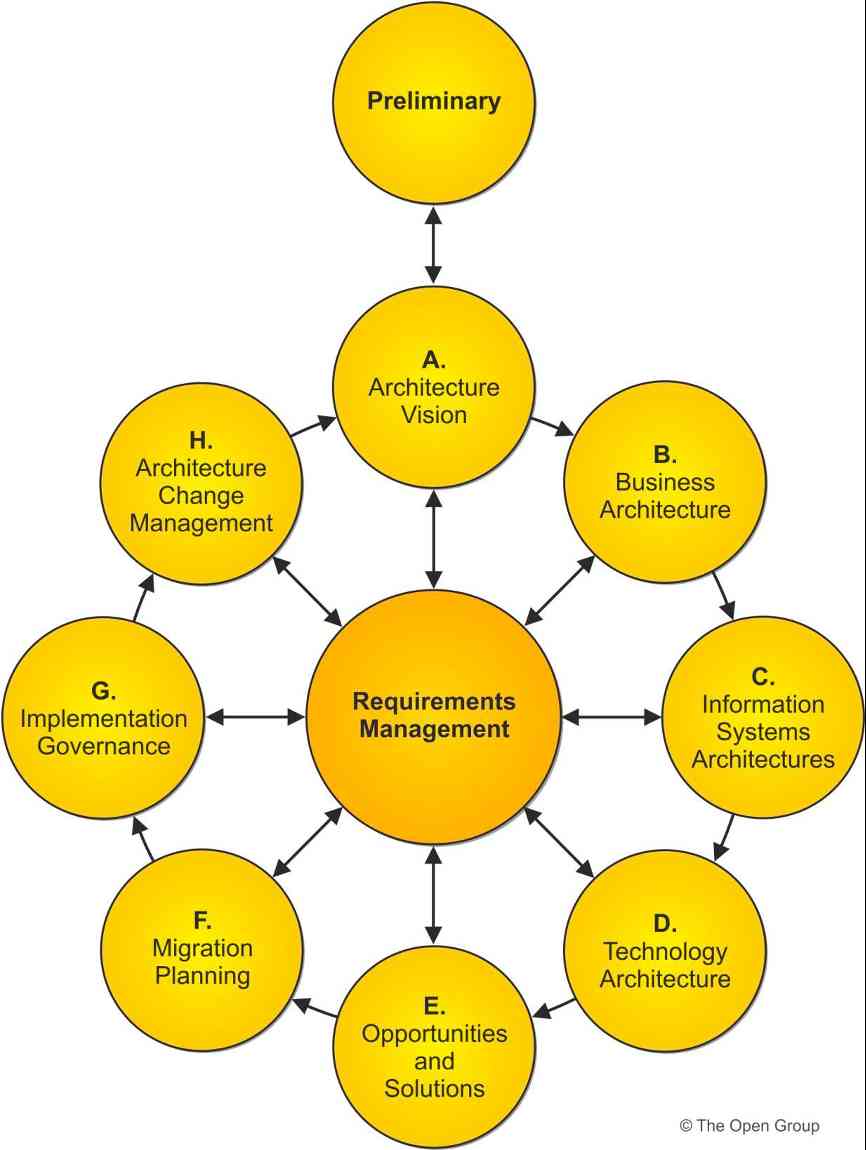 Preliminary
A.
Architecture
Vision
B.
Business
Architecture
C.
Information
Systems
Architectures
D.
Technology
Architecture
E.
Opportunities
and
Solutions
F.
Migration
Planning
G.
Implementation
Governance
H.
Architecture
Change
Management
Requirements
Management
© The Open Group